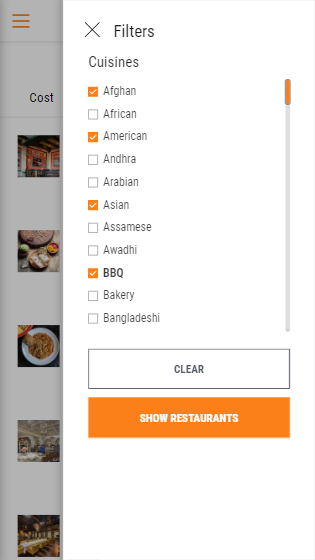 Filters
Cuisines
Afghan
African
Cost
American
Andhra
Arabian
Asian
Assamese
Awadhi
BBQ
Bakery
Bangladeshi
CLEAR
SHOW RESTAURANTS